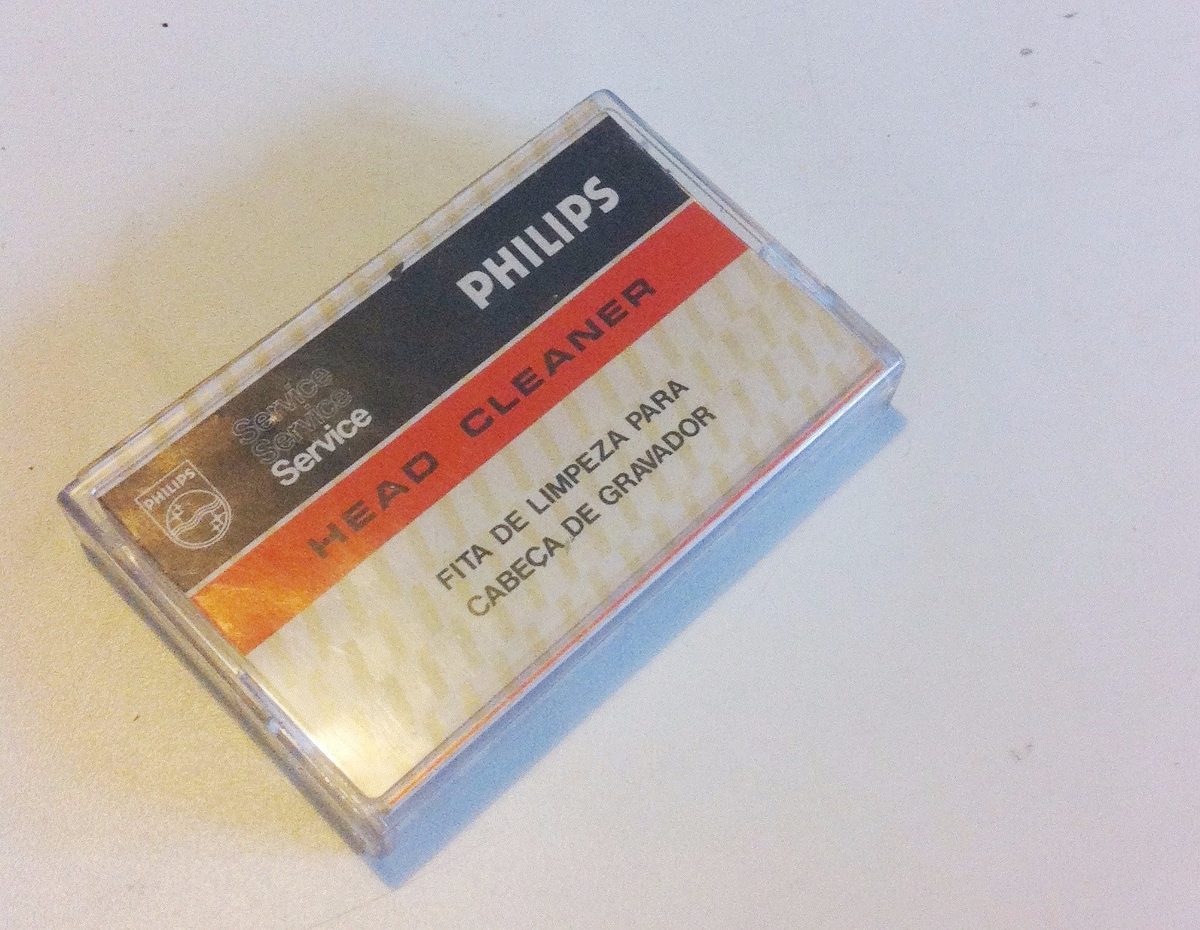 PHILIPS
Service
Service
Service
PHILIPS
HEAD CLEANER
FITA DE LIMPEZA PARA
CABEÇA DE GRAVADOR